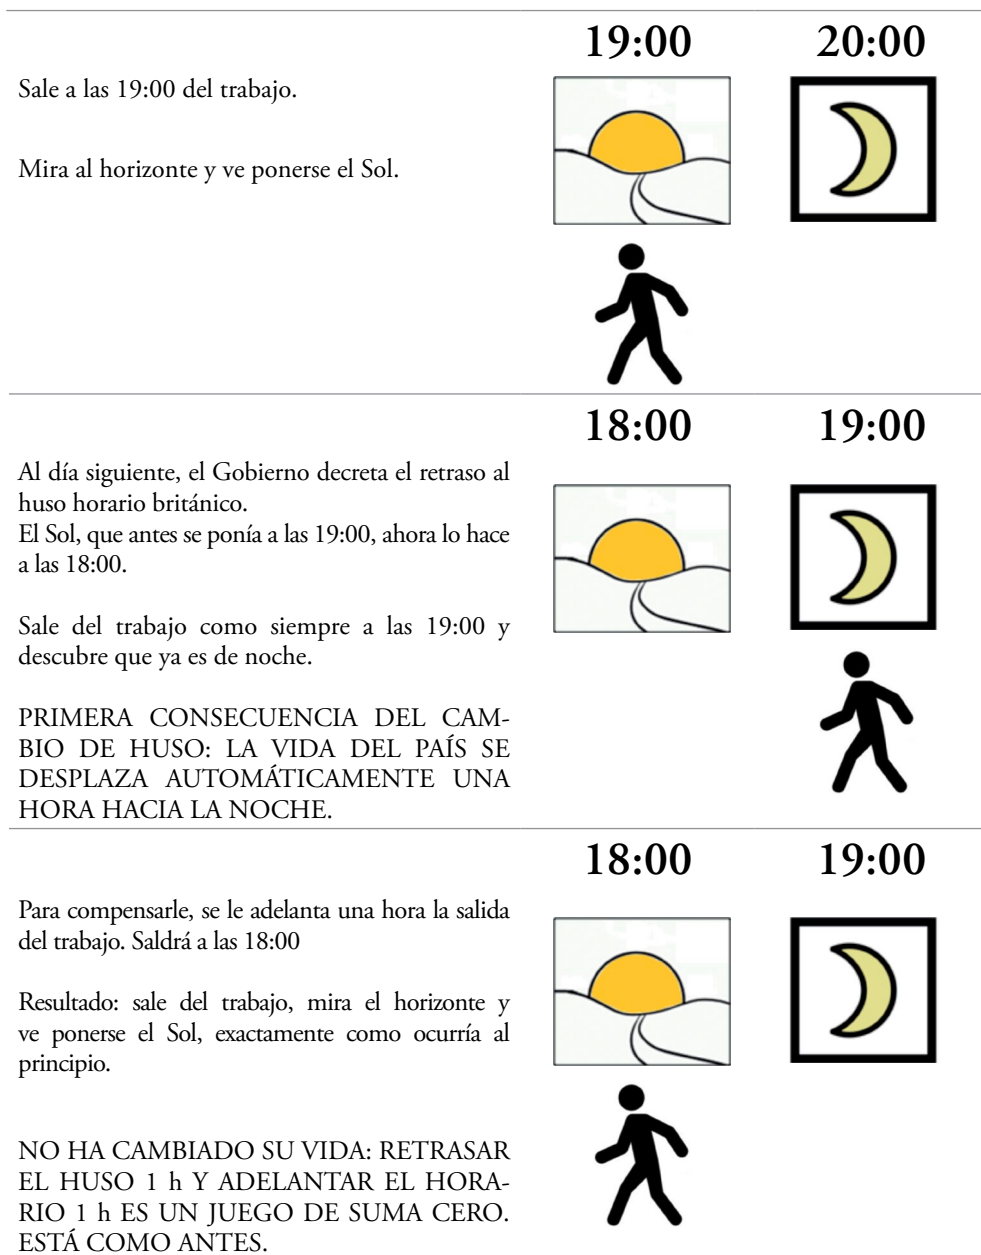 19:00 20:00
Sale a las 19:00 del trabajo.
Mira al horizonte y ve ponerse el Sol.
18:00 19:00
Al día siguiente, el Gobierno decreta el retraso al
huso horario británico.
El Sol, que antes se ponía a las 19:00, ahora lo hace
a las 18:00.
Sale del trabajo como siempre a las 19:00 y
descubre que ya es de noche.
PRIMERA CONSECUENCIA DEL CAM-
BIO DE HUSO: LA VIDA DEL PAÍS SE
DESPLAZA AUTOMÁTICAMENTE UNA
HORA HACIA LA NOCHE.
18:00 19:00
Para compensarle, se le adelanta una hora la salida
del trabajo. Saldrá a las 18:00
Resultado: sale del trabajo, mira el horizonte y
ve ponerse el Sol, exactamente como ocurría al
principio.
NO HA CAMBIADO SU VIDA: RETRASAR
EL HUSO 1 h Y ADELANTAR EL HORA-
RIO 1 h ES UN JUEGO DE SUMA CERO.
ESTÁ COMO ANTES.